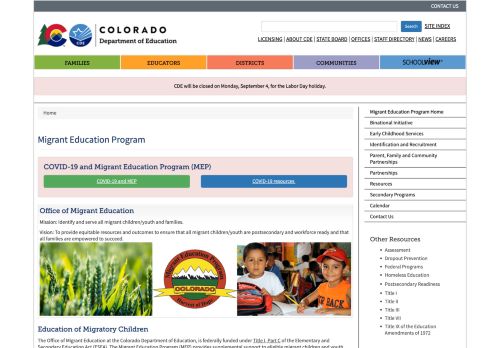 CONTACT US
COLORADO
Department of Education
CDE
Search
SITE INDEX
LICENSING | ABOUT CDE | STATE BOARD | OFFICES | STAFF DIRECTORY | NEWS | CAREERS
FAMILIES
EDUCATORS
DISTRICTS
COMMUNITIES
SCHOOLVIEW
CDE will be closed on Monday, September 4, for the Labor Day holiday.
Home
Migrant Education Program
COVID-19 and Migrant Education Program (MEP)
COVID-19 and MEP
COVID-19 resources
Office of Migrant Education
Mission: Identify and serve all migrant children/youth and families.
Vision: To provide equitable resources and outcomes to ensure that all migrant children/youth are postsecondary and workforce ready and that
all families are empowered to succeed.
Migrant Education Program
COLORADO
Harvest of Hope
Education of Migratory Children
The Office of Migrant Education at the Colorado Department of Education, is federally funded under Title I, Part C of the Elementary and
Secondary Education Act (ESEA). The Migrant Education Program (MEP) provides supplemental support to eligible migrant children and youth
Migrant Education Program Home
Binational Initiative
Early Childhood Services
Identification and Recruitment
Parent, Family and Community
Partnerships
Partnerships
Resources
Secondary Programs
Calendar
Contact Us
Other Resources
Assessment
Dropout Prevention
Federal Programs
Homeless Education
Postsecondary Readiness
Title I
Title II
Title III
Title VII
Title IX of the Education
Amendments of 1972